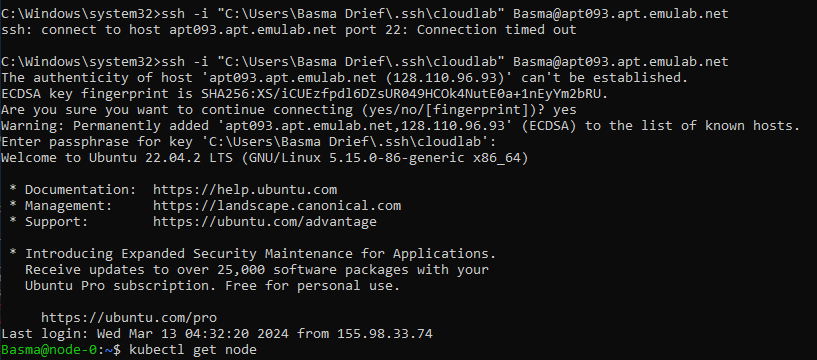 C:\Windows\system32>ssh -i "C:\Users\Basma Drief\.ssh\cloudlab" Basma@apt093.apt.emulab.net
ssh: connect to host apt093.apt.emulab.net port 22: Connection timed out
C:\Windows\system32>ssh -i "C:\Users\Basma Drief\.ssh\cloudlab" Basma@apt093.apt.emulab.net
The authenticity of host 'apt093.apt.emulab.net (128.110.96.93)' can't be established.
ECDSA key fingerprint is SHA256:XS/iCUEzfpdl6DZsUR049HCOk4NutE0a+1nEyYm2bRU.
Are you sure you want to continue connecting (yes/no/[fingerprint])? yes
Warning: Permanently added 'apt093.apt.emulab.net,128.110.96.93' (ECDSA) to the list of known hosts.
Enter passphrase for key 'C:\Users\Basma Drief\.ssh\cloudlab':
Welcome to Ubuntu 22.04.2 LTS (GNU/Linux 5.15.0-86-generic x86_64)
* Documentation:  https://help.ubuntu.com
* Management:     https://landscape.canonical.com
* Support:        https://ubuntu.com/advantage
* Introducing Expanded Security Maintenance for Applications.
Receive updates to over 25,000 software packages with your
Ubuntu Pro subscription. Free for personal use.
https://ubuntu.com/pro
Last login: Wed Mar 13 04:32:20 2024 from 155.98.33.74
Basma@node-0:~$ kubectl get node